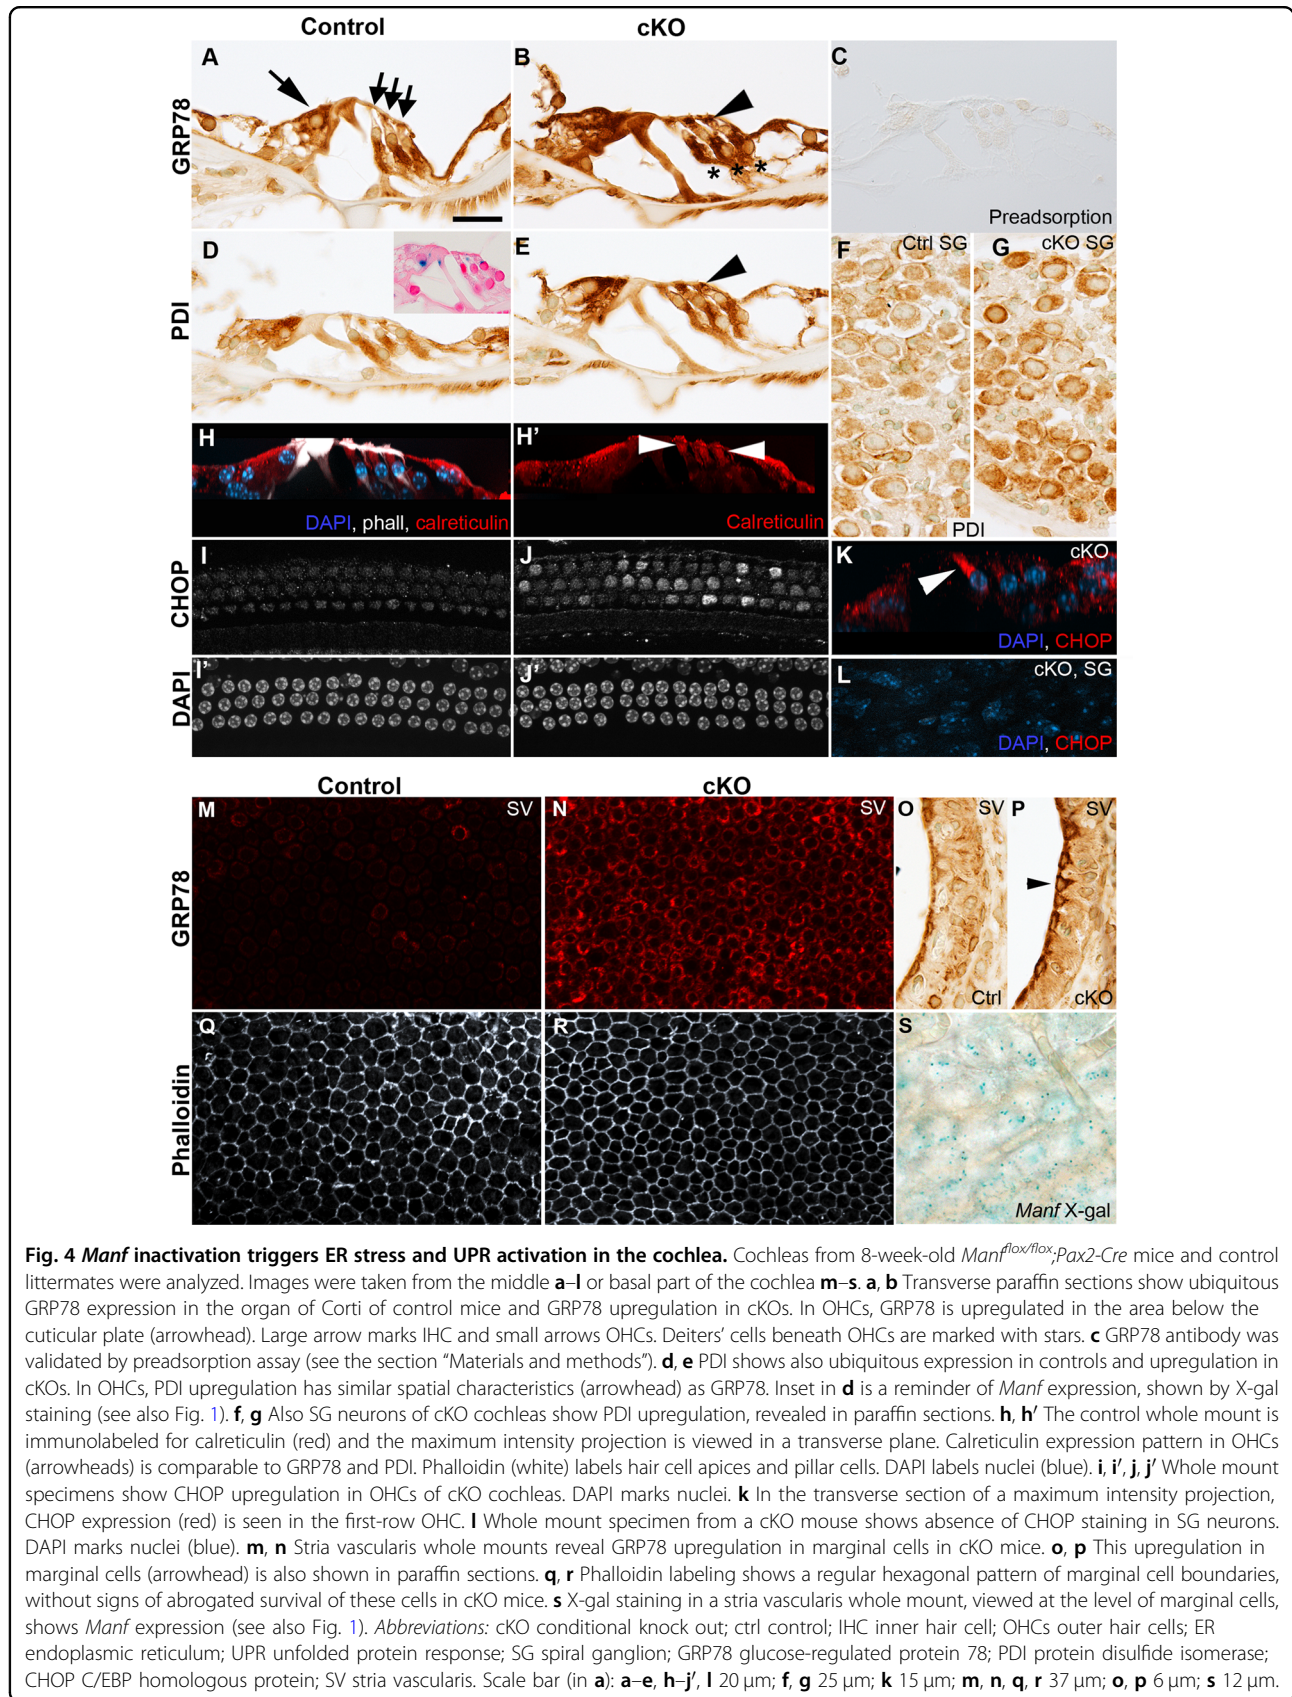 Control
cKO
GRP78
A
B
C
Preadsorption
PDI
D
E
F
Ctrl SG
G
cKO SG
PDI
H
DAPI, phall, calreticulin
H'
Calreticulin
CHOP
I
J
K
cKO
DAPI, CHOP
DAPI
I'
J'
L
cKO, SG
DAPI, CHOP
Control
cKO
GRP78
M
SV
N
SV
O
SV
Ctrl
P
SV
cKO
Phalloidin
Q
R
S
Manf X-gal
Fig. 4 Manf inactivation triggers ER stress and UPR activation in the cochlea. Cochleas from 8-week-old Manfflox/flox;Pax2-Cre mice and control
littermates were analyzed. Images were taken from the middle a–l or basal part of the cochlea m–s. a, b Transverse paraffin sections show ubiquitous
GRP78 expression in the organ of Corti of control mice and GRP78 upregulation in cKOs. In OHCs, GRP78 is upregulated in the area below the
cuticular plate (arrowhead). Large arrow marks IHC and small arrows OHCs. Deiters’ cells beneath OHCs are marked with stars. c GRP78 antibody was
validated by preadsorption assay (see the section “Materials and methods”). d, e PDI shows also ubiquitous expression in controls and upregulation in
cKOs. In OHCs, PDI upregulation has similar spatial characteristics (arrowhead) as GRP78. Inset in d is a reminder of Manf expression, shown by X-gal
staining (see also Fig. 1). f, g Also SG neurons of cKO cochleas show PDI upregulation, revealed in paraffin sections. h, h′ The control whole mount is
immunolabeled for calreticulin (red) and the maximum intensity projection is viewed in a transverse plane. Calreticulin expression pattern in OHCs
(arrowheads) is comparable to GRP78 and PDI. Phalloidin (white) labels hair cell apices and pillar cells. DAPI labels nuclei (blue). i, i′, j, j′ Whole mount
specimens show CHOP upregulation in OHCs of cKO cochleas. DAPI marks nuclei. k In the transverse section of a maximum intensity projection,
CHOP expression (red) is seen in the first-row OHC. l Whole mount specimen from a cKO mouse shows absence of CHOP staining in SG neurons.
DAPI marks nuclei (blue). m, n Stria vascularis whole mounts reveal GRP78 upregulation in marginal cells in cKO mice. o, p This upregulation in
marginal cells (arrowhead) is also shown in paraffin sections. q, r Phalloidin labeling shows a regular hexagonal pattern of marginal cell boundaries,
without signs of abrogated survival of these cells in cKO mice. s X-gal staining in a stria vascularis whole mount, viewed at the level of marginal cells,
shows Manf expression (see also Fig. 1). Abbreviations: cKO conditional knock out; ctrl control; IHC inner hair cell; OHCs outer hair cells; ER
endoplasmic reticulum; UPR unfolded protein response; SG spiral ganglion; GRP78 glucose-regulated protein 78; PDI protein disulfide isomerase;
CHOP C/EBP homologous protein; SV stria vascularis. Scale bar (in a): a–e, h–j′, l 20 µm; f, g 25 µm; k 15 µm; m, n, q, r 37 µm; o, p 6 µm; s 12 µm.